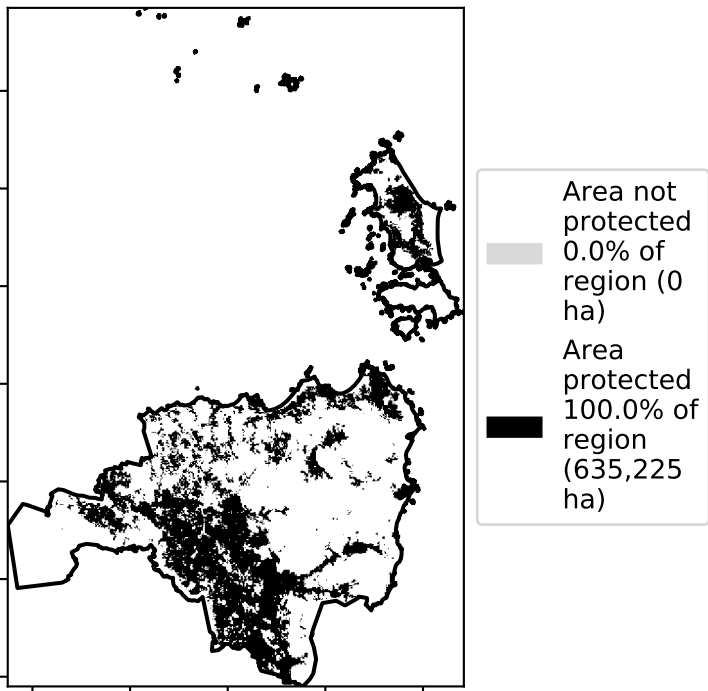 Area not
protected
0.0% of
region (0
ha)
Area
protected
100.0% of
region
(635,225
ha)